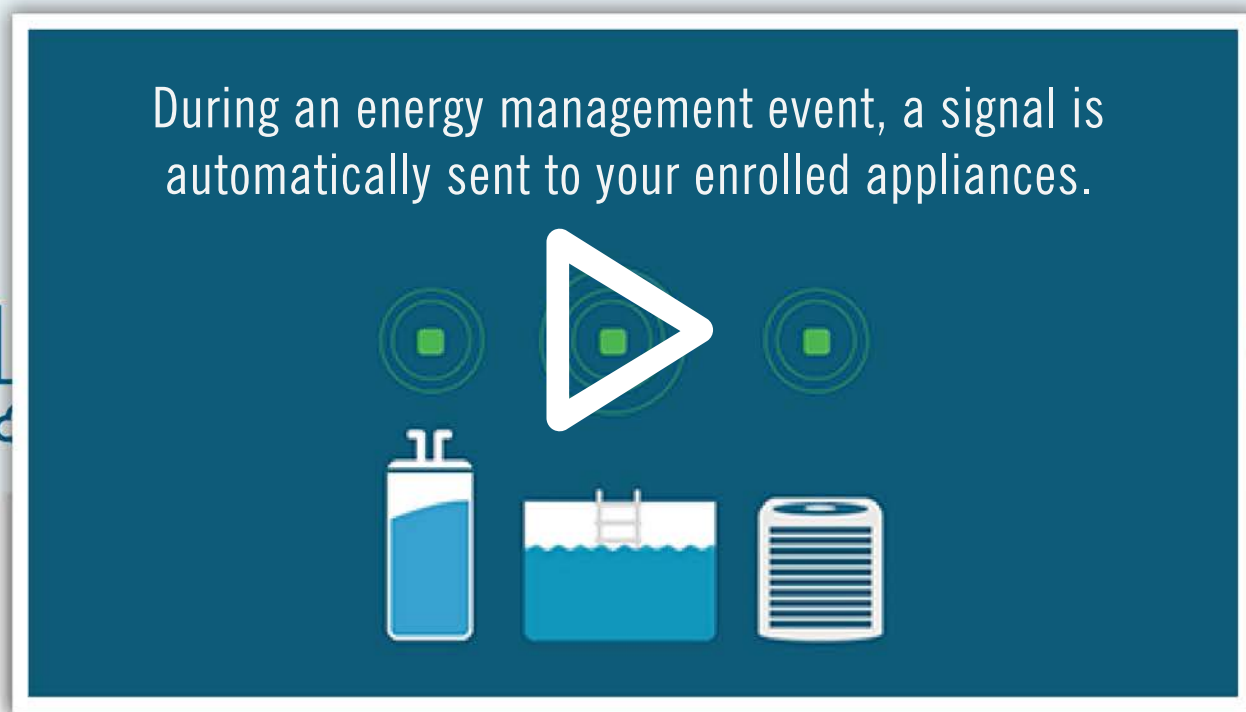 During an energy management event, a signal is
automatically sent to your enrolled appliances.